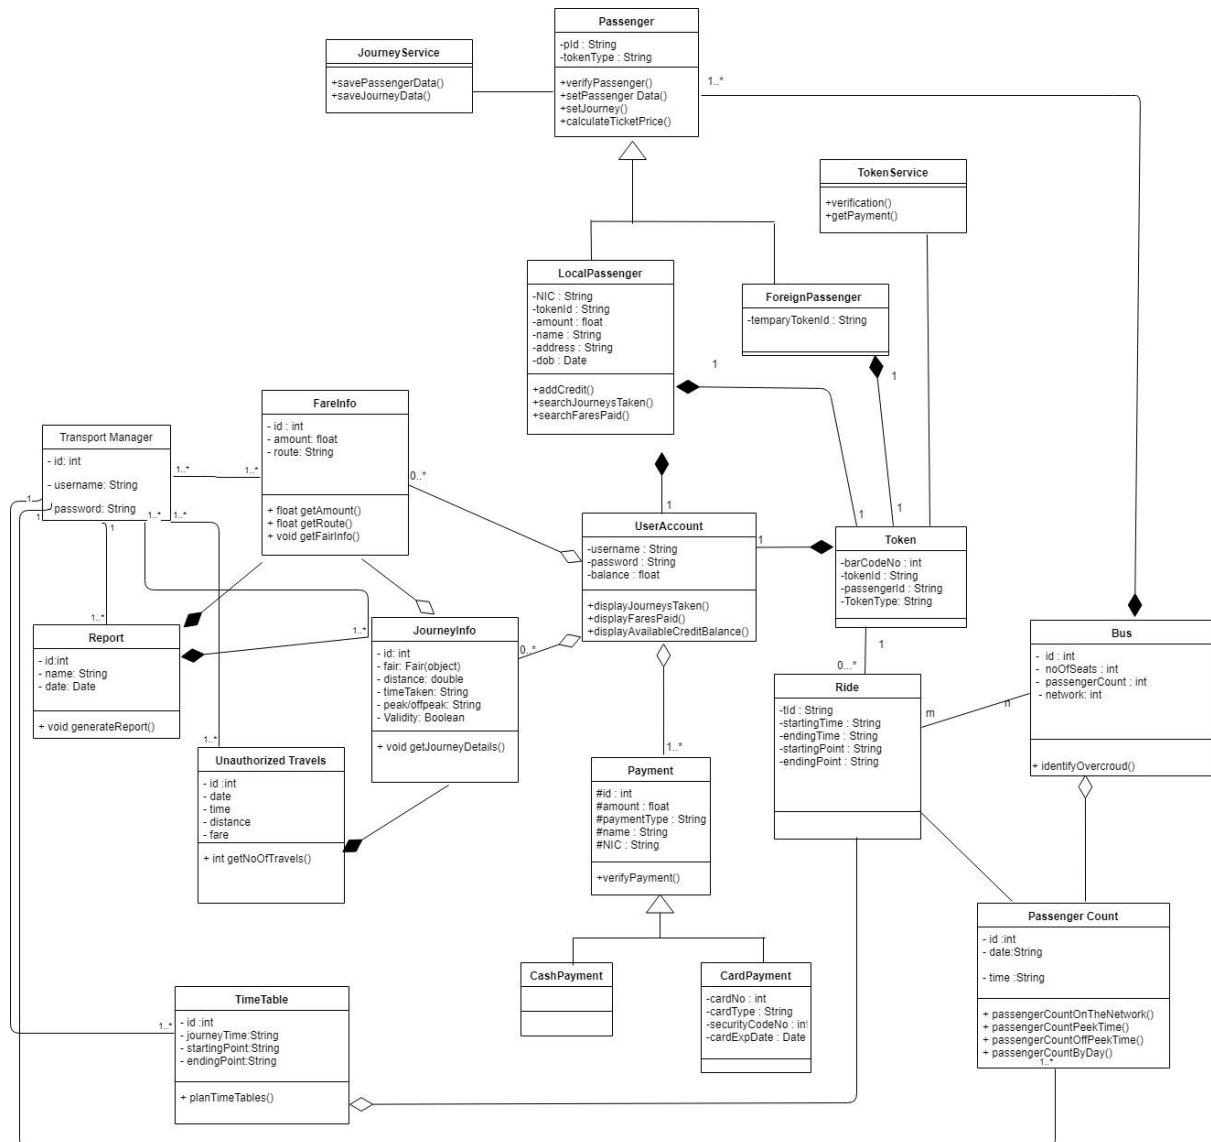 Passenger
-pId : String
-tokenType : String
+verifyPassenger()
+setPassenger Data()
+setJourney()
+calculateTicketPrice()
JourneyService
+savePassengerData()
+saveJourneyData()
1..*
TokenService
+verification()
+getPayment()
LocalPassenger
-NIC : String
-tokenId : String
-amount : float
-name : String
-address : String
-dob : Date
+addCredit()
+searchJourneysTaken()
+searchFaresPaid()
ForeignPassenger
-temparyTokenId : String
1
1
FareInfo
- id : int
- amount: float
- route: String
+ float getAmount()
+ float getRoute()
+ void getFairInfo()
Transport Manager
- id: int
- username: String
password: String
1..*
1..*
0..*
1
1
1
1..*
1..*
1
1
1
UserAccount
-username : String
-password : String
-balance : float
+displayJourneysTaken()
+displayFaresPaid()
+displayAvailableCreditBalance()
1
Token
-barCodeNo : int
-tokenId : String
-passengerId : String
-TokenType: String
1..*
Report
- id:int
- name: String
- date: Date
+ void generateReport()
1..*
JourneyInfo
- id: int
- fair: Fair(object)
- distance: double
- timeTaken: String
- peak/offpeak: String
- Validity: Boolean
+ void getJourneyDetails()
0..*
1
0..*
Ride
-tId : String
-startingTime : String
-endingTime : String
-startingPoint : String
-endingPoint : String
m
n
Bus
- id : int
- noOfSeats : int
- passengerCount : int
- network: int
+ identifyOvercroud()
1..*
Unauthorized Travels
- id :int
- date
- time
- distance
- fare
+ int getNoOfTravels()
1..*
Payment
#id : int
#amount : float
#paymentType : String
#name : String
#NIC : String
+verifyPayment()
CashPayment
CardPayment
-cardNo : int
-cardType : String
-securityCodeNo : int
-cardExpDate : Date
Passenger Count
- id :int
- date:String
- time :String
+ passengerCountOnTheNetwork()
+ passengerCountPeekTime()
+ passengerCountOffPeekTime()
+ passengerCountByDay()
1..*
1..*
TimeTable
- id :int
- journeyTime:String
- startingPoint:String
- endingPoint:String
+ planTimeTables()